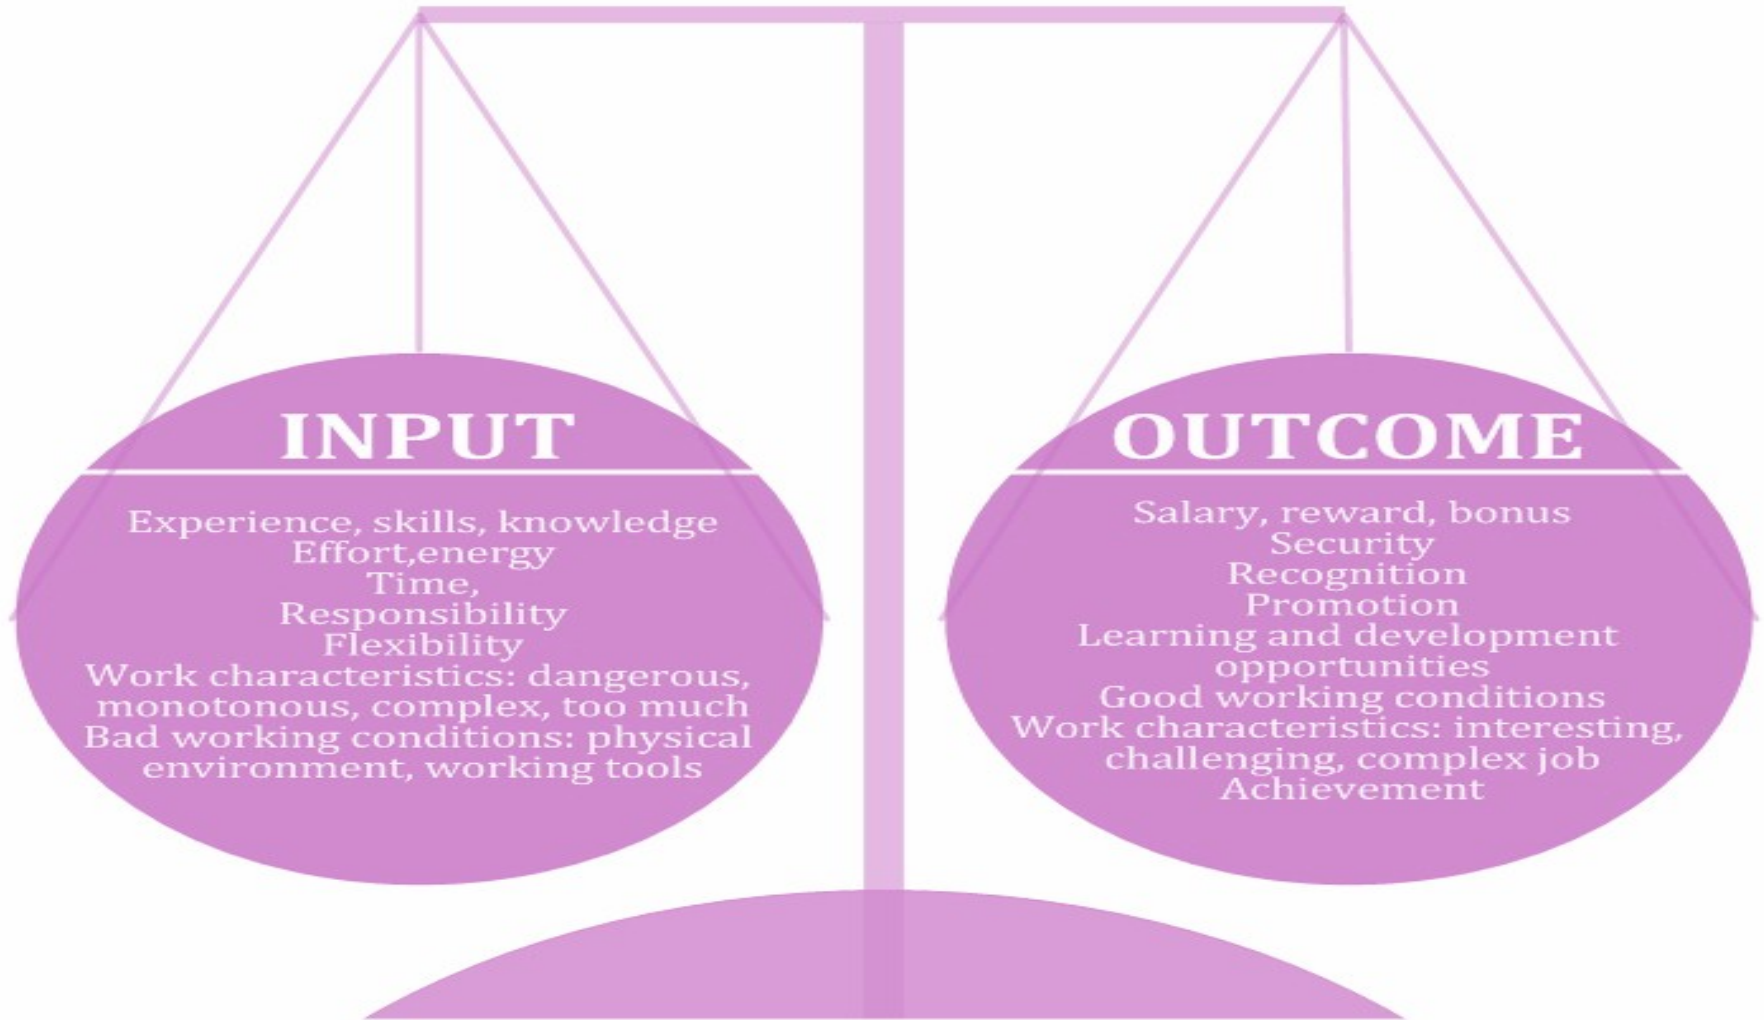 INPUT
Experience, skills, knowledge
Effort,energy
Time,
Responsibility
Flexibility
Work characteristics: dangerous,
monotonous, complex, too much
Bad working conditions: physical
environment, working tools
OUTCOME
Salary, reward, bonus
Security
Recognition
Promotion
Learning and development
opportunities
Good working conditions
Work characteristics: interesting,
challenging, complex job
Achievement